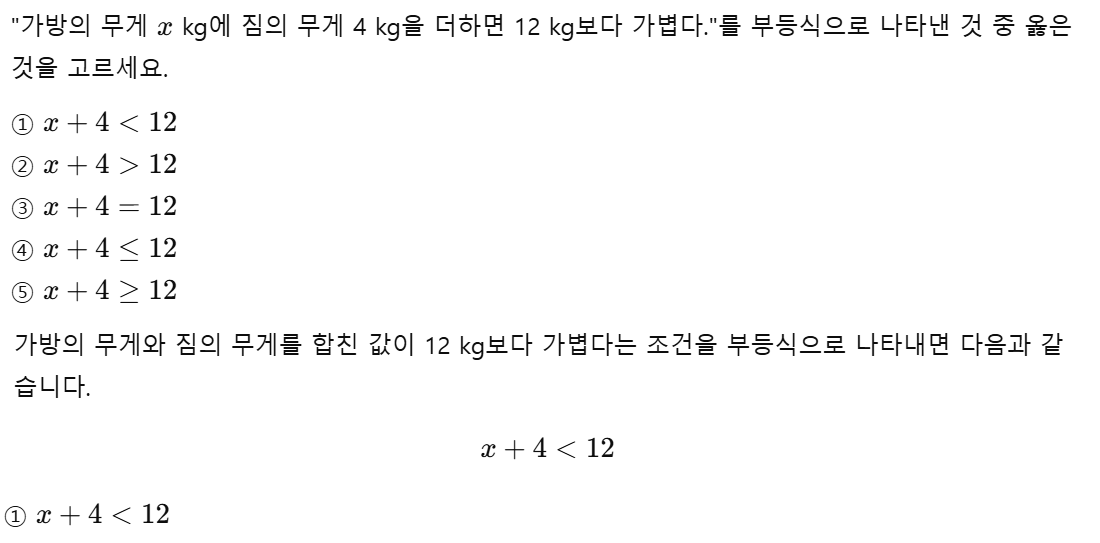 "가방의 무게 x kg에 짐의 무게 4 kg을 더하면 12 kg보다 가볍다."를 부등식으로 나타낸 것 중 옳은
것을 고르세요.
① x + 4 < 12
② x + 4 > 12
③ x + 4 = 12
④ x + 4 ≤ 12
⑤ x + 4 ≥ 12
가방의 무게와 짐의 무게를 합친 값이 12 kg보다 가볍다는 조건을 부등식으로 나타내면 다음과 같
습니다.
x + 4 < 12
① x + 4 < 12